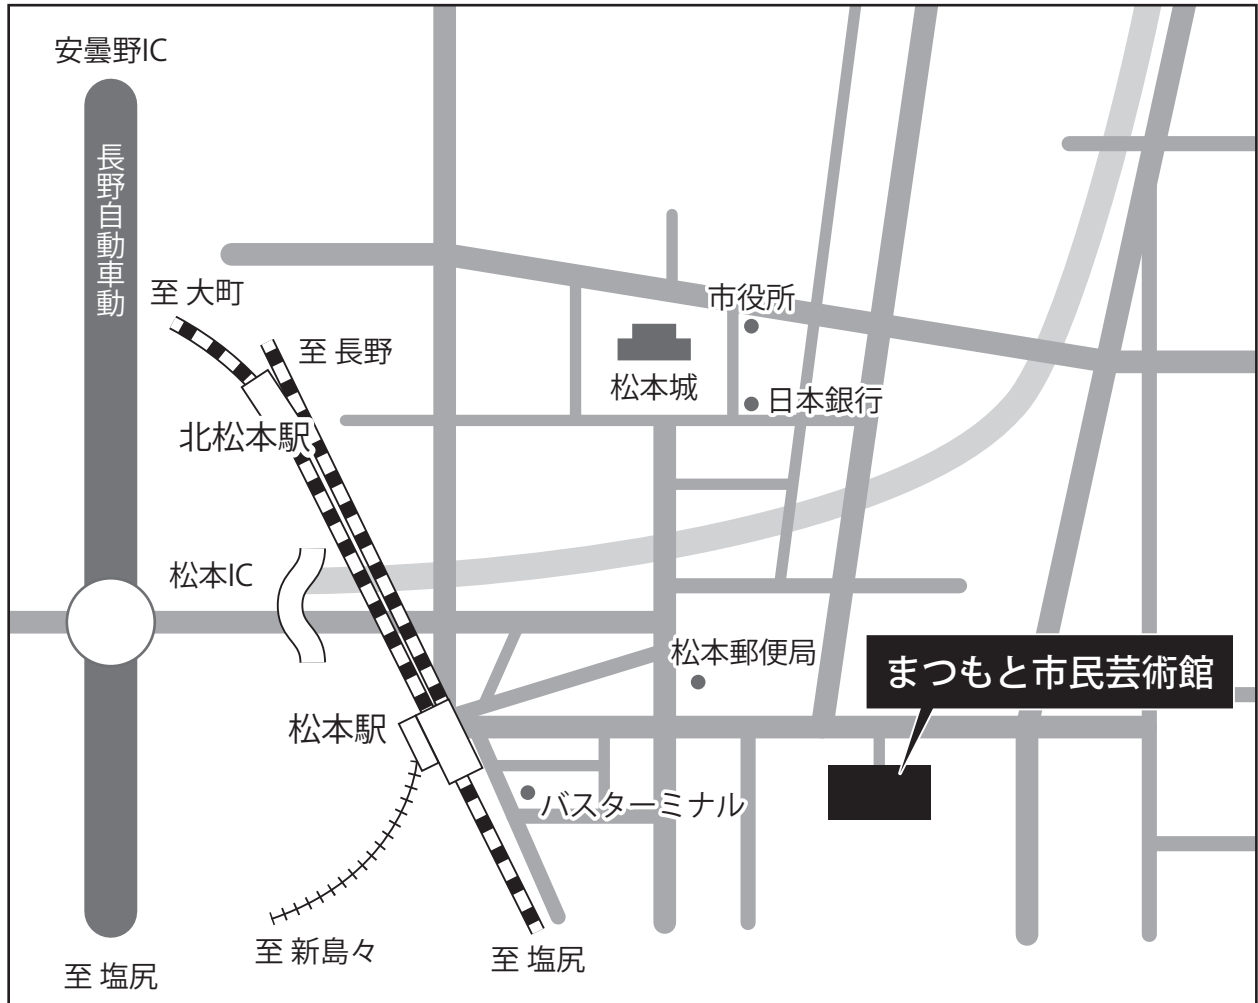 安曇野IC
長野自動車動
至 大町
至 長野
市役所
松本城
日本銀行
北松本駅
松本IC
松本郵便局
まつもと市民芸術館
松本駅
バスターミナル
至 新島々
至 塩尻
至 塩尻